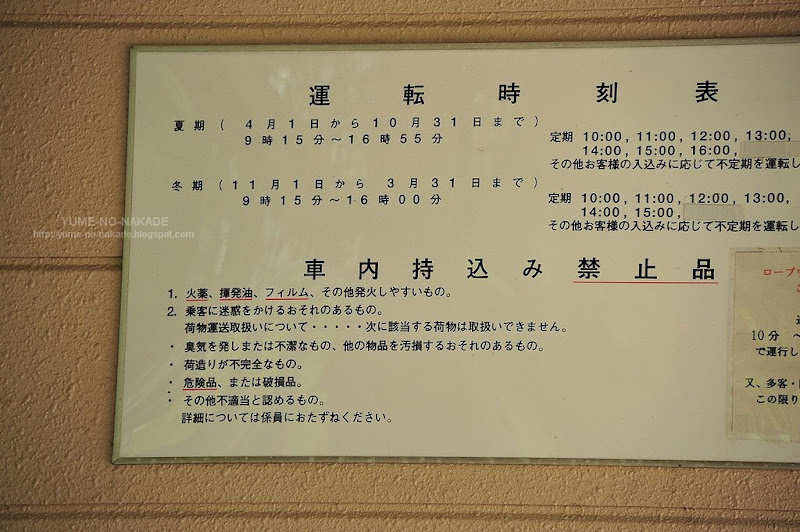 運転時刻表
夏期（4月1日から10月31日まで）
9時15分～16時55分
定期 10:00, 11:00, 12:00, 13:00,
14:00, 15:00, 16:00,
その他お客様の入込みに応じて不定期を運転し
冬期（11月1日から 3月31日まで）
9時15分～16時00分
定期 10:00, 11:00, 12:00, 13:00,
14:00, 15:00,
その他お客様の入込みに応じて不定期を運転し
YUME-NO-NAKADE
http://yume-no-nakade.blogspot.com
車内持込み禁止品
1. 火薬、揮発油、フィルム、その他発火しやすいもの。
2. 乗客に迷惑をかけるおそれのあるもの。
荷物運送取扱いについて・・・・・次に該当する荷物は取扱いできません。
・ 臭気を発しまたは不潔なもの、他の物品を汚損するおそれのあるもの。
・ 荷造りが不完全なもの。
・ 危険品、または破損品。
・ その他不適当と認めるもの。
詳細については係員におたずねください。
ロープ
10分 ～
で運行し
又、多客・
この限り